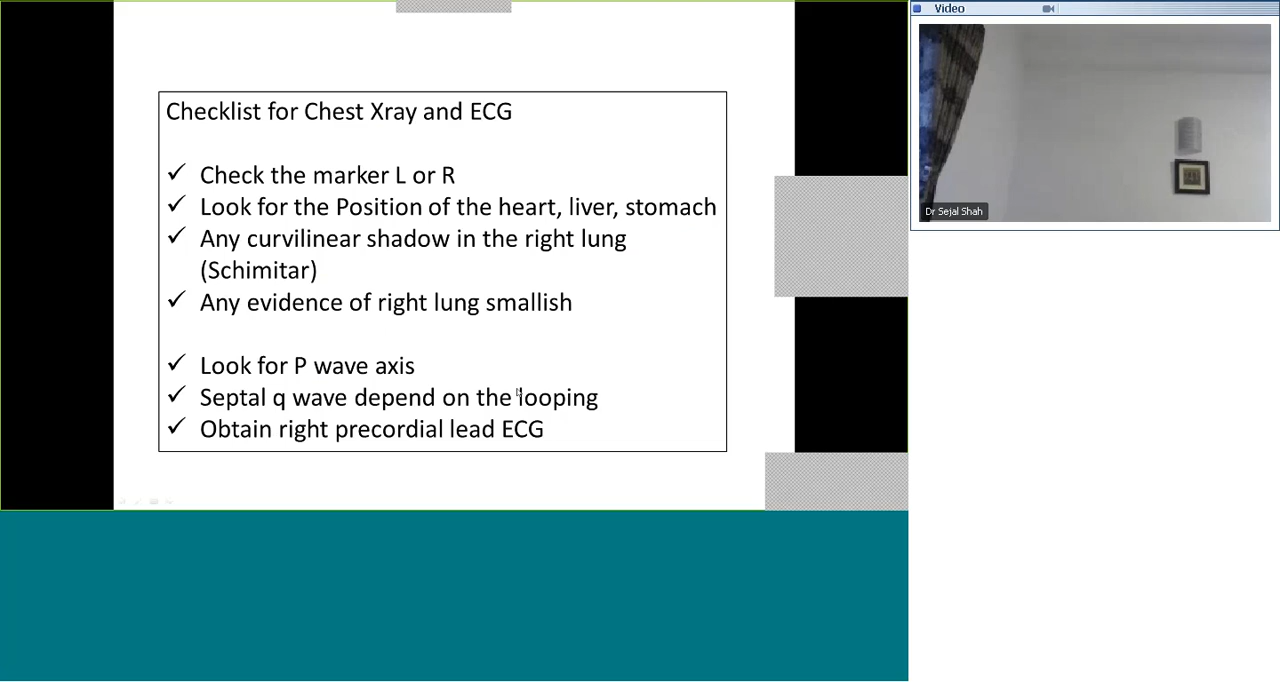 Video
Checklist for Chest Xray and ECG
✓ Check the marker L or R
✓ Look for the Position of the heart, liver, stomach
✓ Any curvilinear shadow in the right lung
(Schimitar)
✓ Any evidence of right lung smallish
✓ Look for P wave axis
✓ Septal q wave depend on the looping
✓ Obtain right precordial lead ECG
Dr Sejal Shah